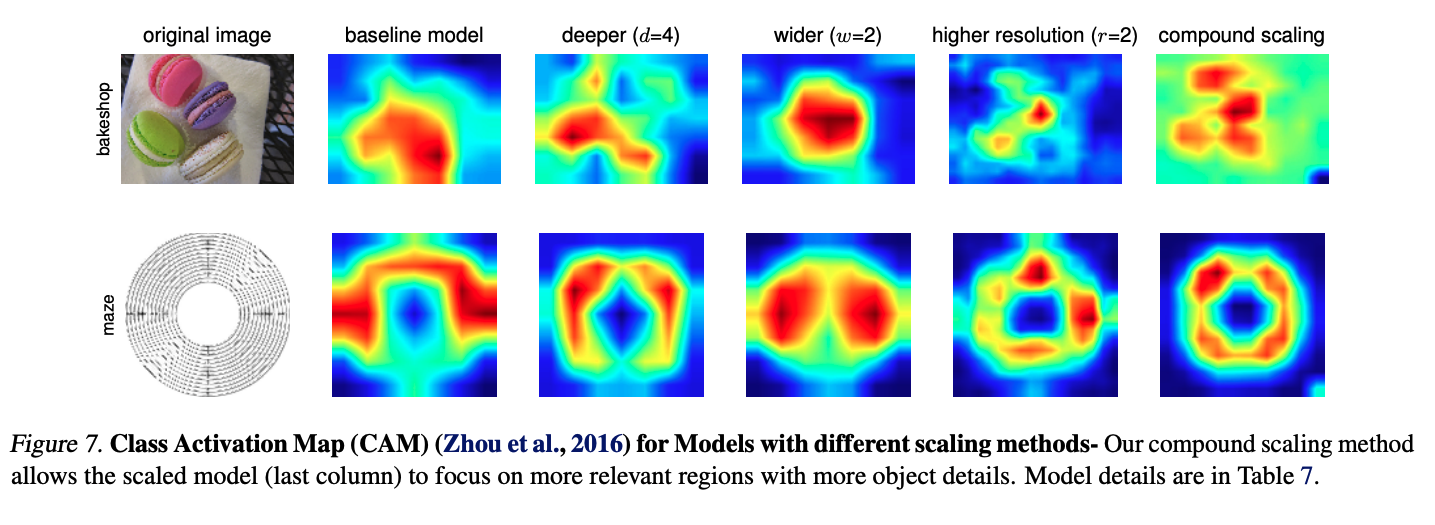 original image baseline model deeper (d=4) wider (w=2) higher resolution (r=2) compound scaling
bakeshop
maze
Figure 7. Class Activation Map (CAM) (Zhou et al., 2016) for Models with different scaling methods- Our compound scaling method
allows the scaled model (last column) to focus on more relevant regions with more object details. Model details are in Table 7.